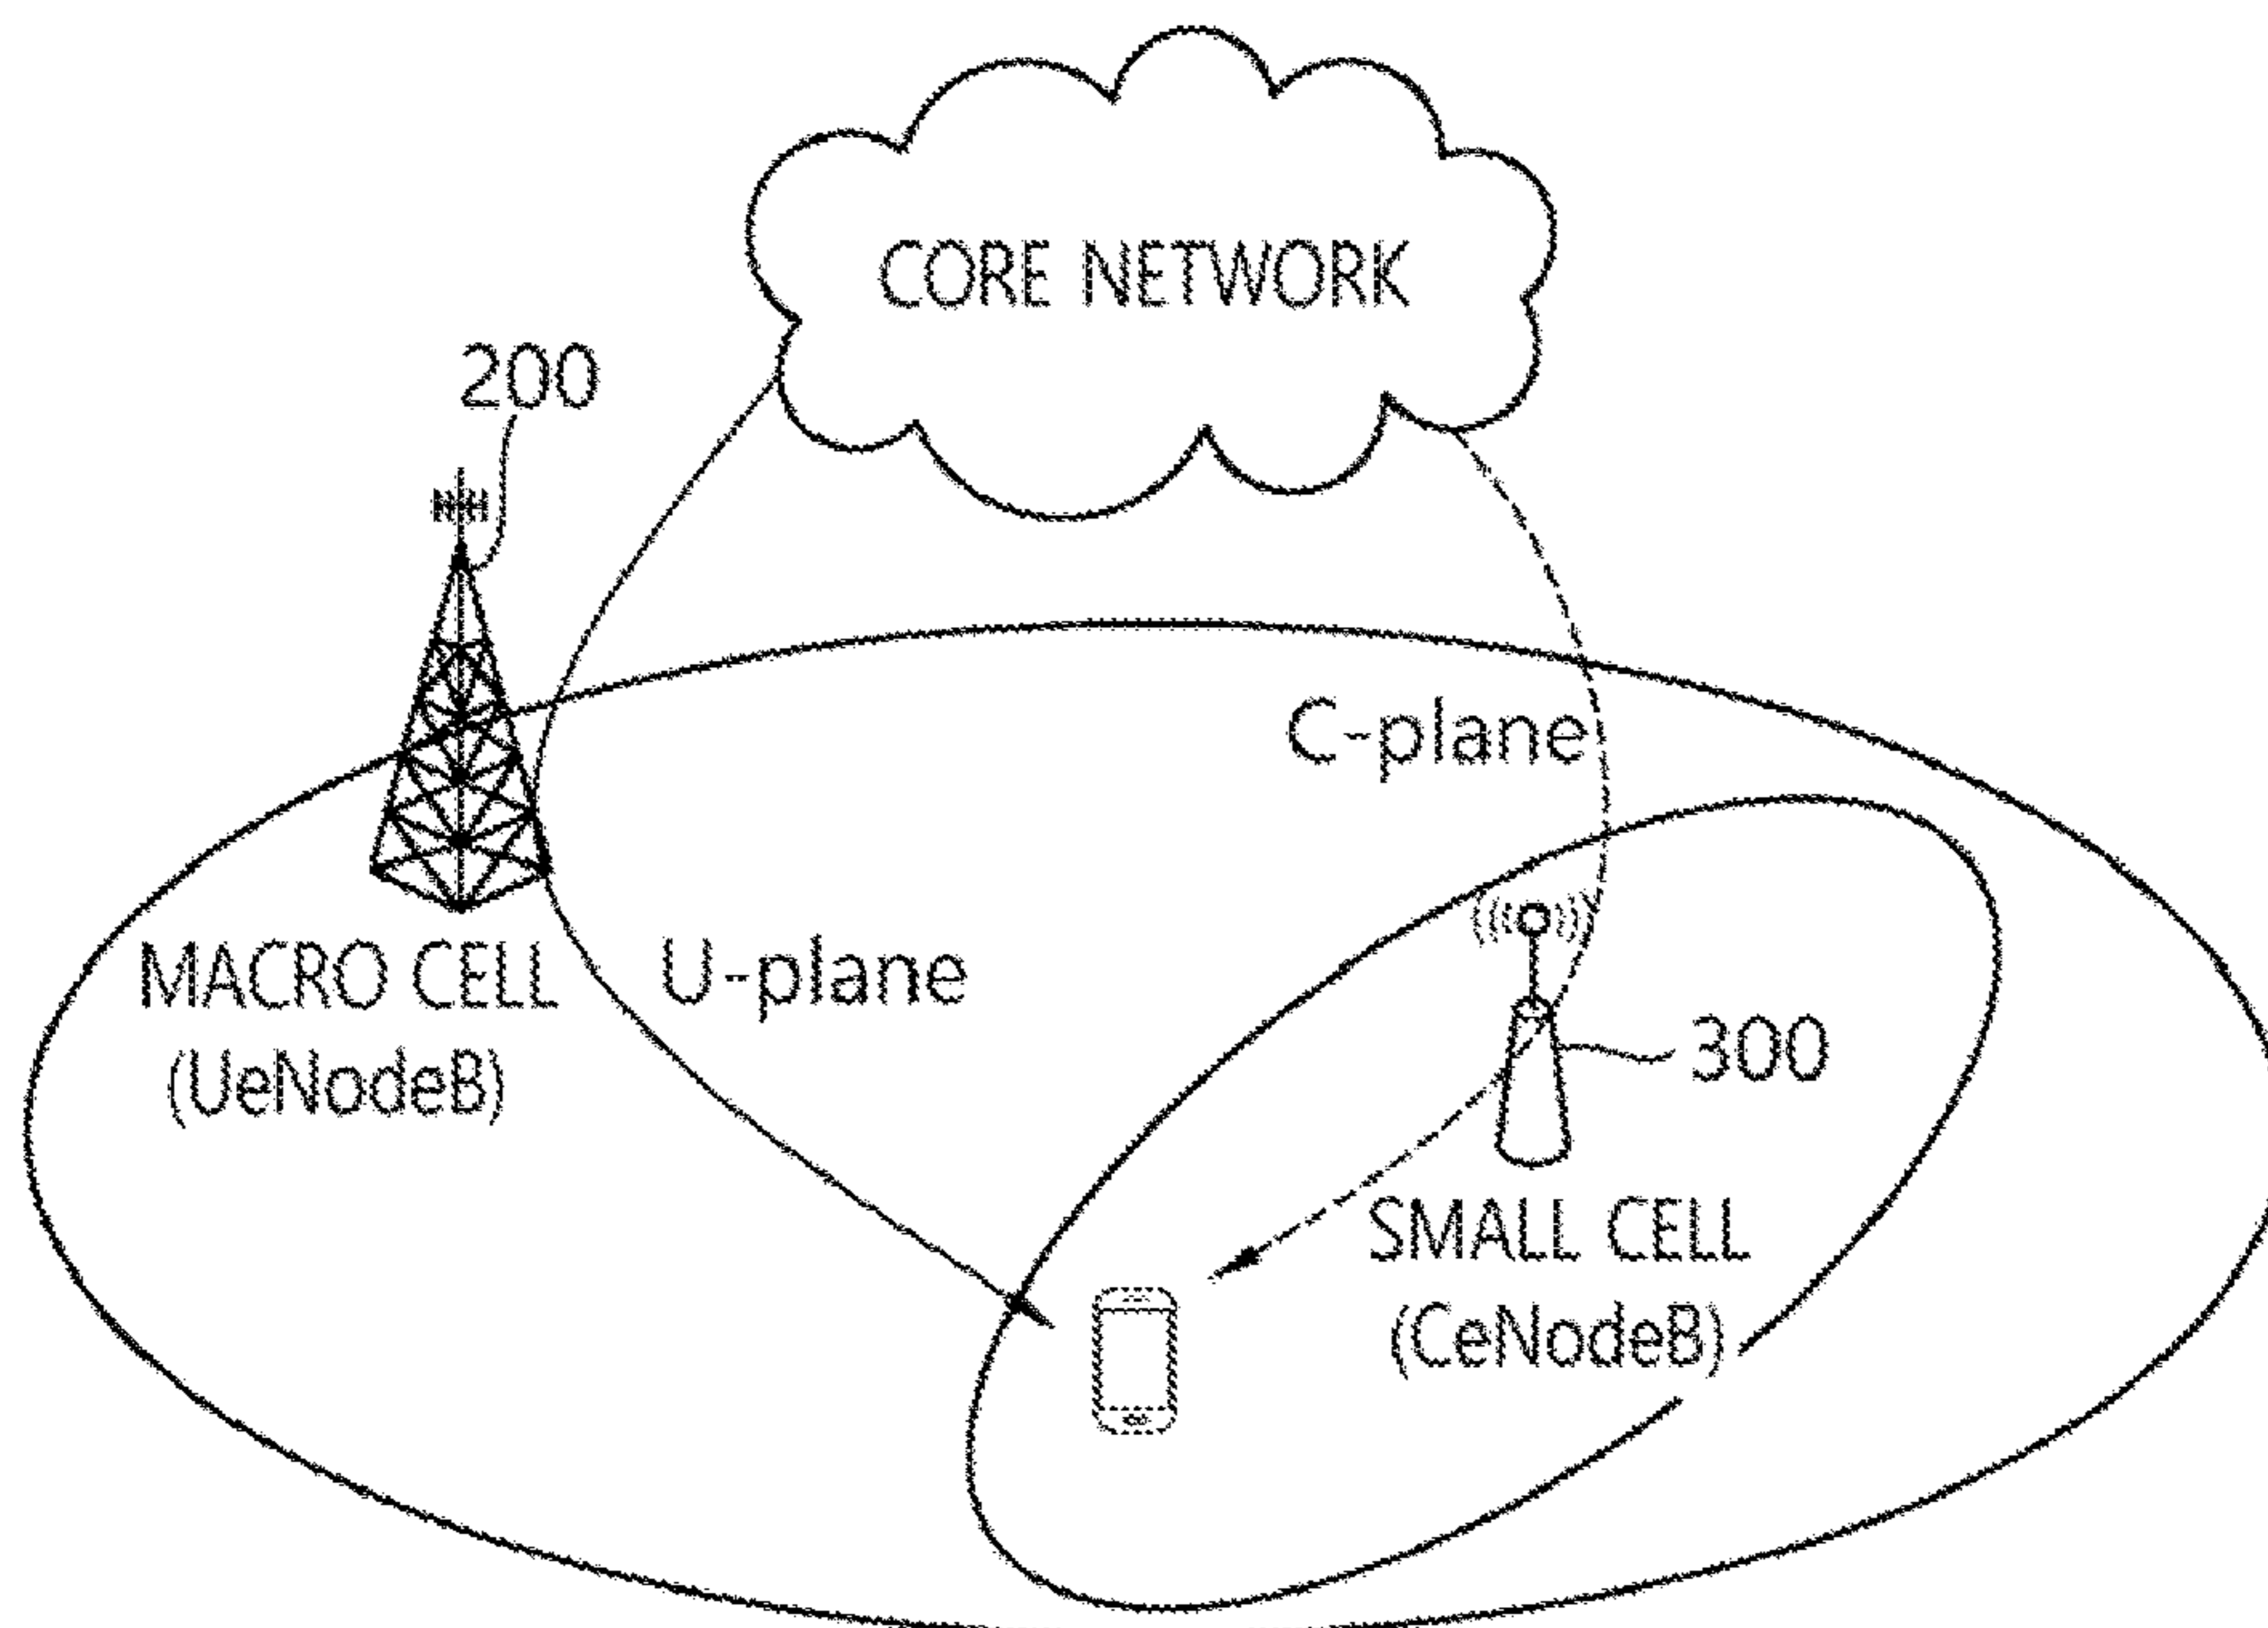 CORE NETWORK
200
C-plane
MACRO CELL
(UeNodeB)
U-plane
300
SMALL CELL
(CeNodeB)